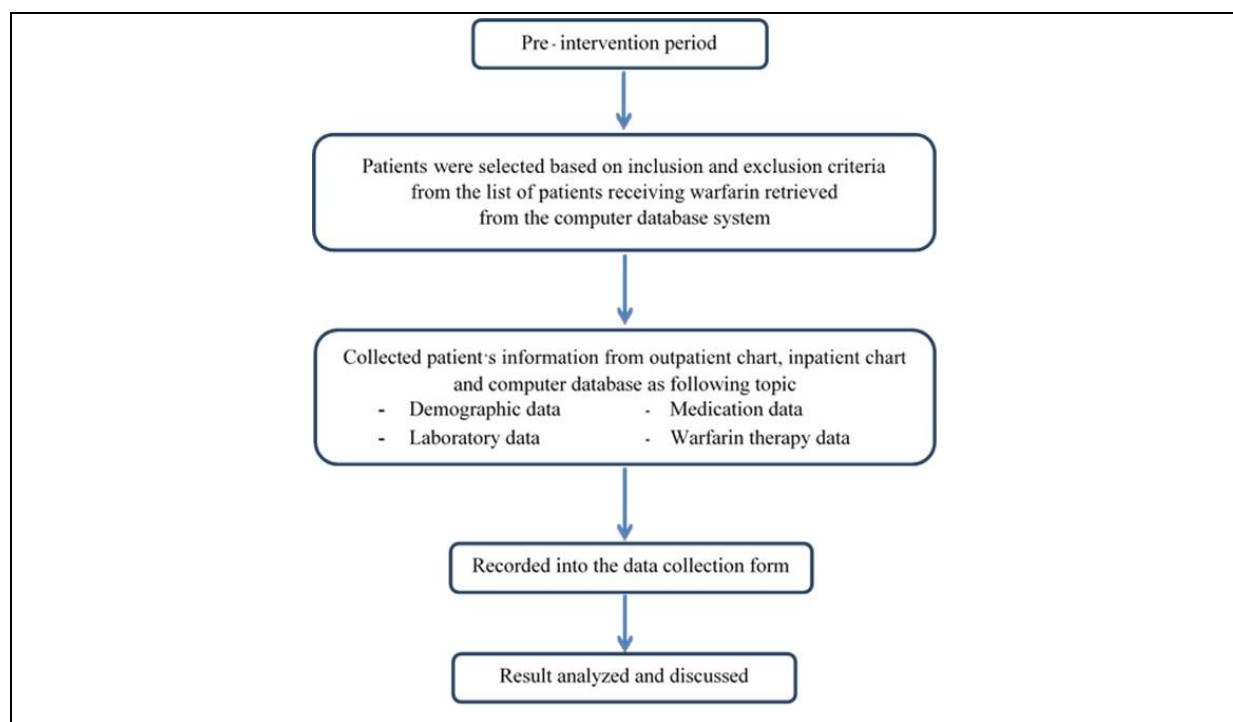 Pre - intervention period
Patients were selected based on inclusion and exclusion criteria
from the list of patients receiving warfarin retrieved
from the computer database system
Collected patient's information from outpatient chart, inpatient chart
and computer database as following topic
- Demographic data - Medication data
- Laboratory data - Warfarin therapy data
Recorded into the data collection form
Result analyzed and discussed